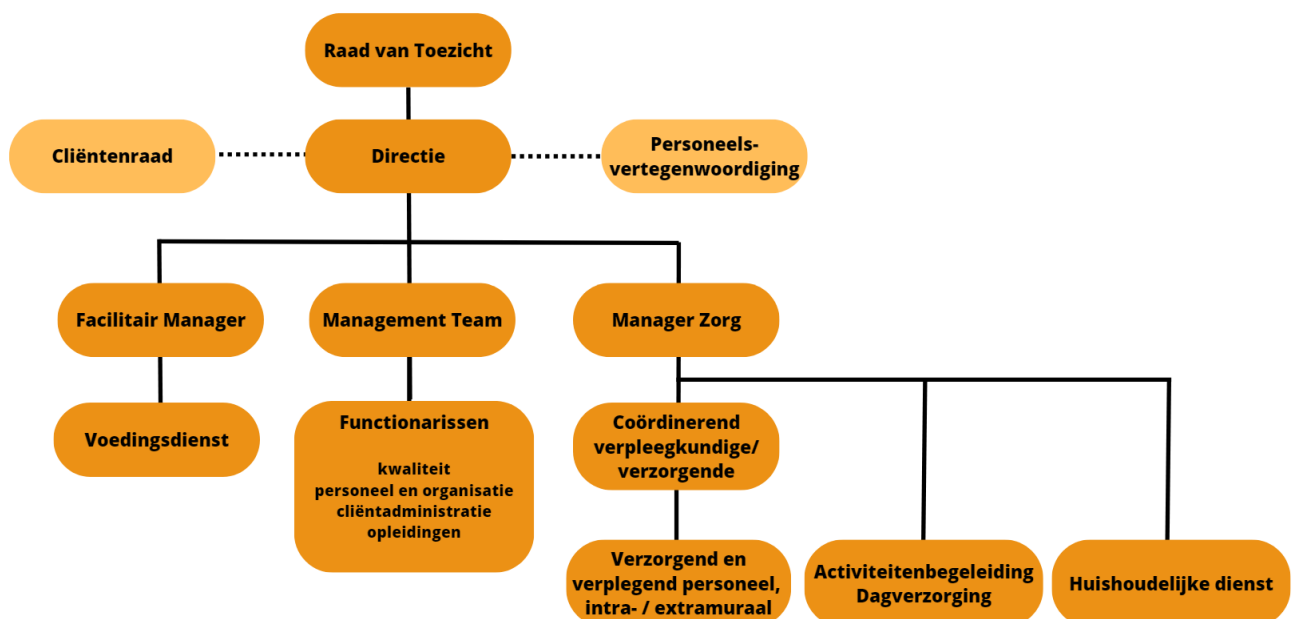 Raad van Toezicht
Cliëntenraad
Directie
Personeels-
vertegenwoordiging
Facilitair Manager
Management Team
Manager Zorg
Voedingsdienst
Functionarissen
kwaliteit
personeel en organisatie
cliëntadministratie
opleidingen
Coördinerend
verpleegkundige/
verzorgende
Verzorgend en
verplegend personeel,
intra- / extramuraal
Activiteitenbegeleiding
Dagverzorging
Huishoudelijke dienst